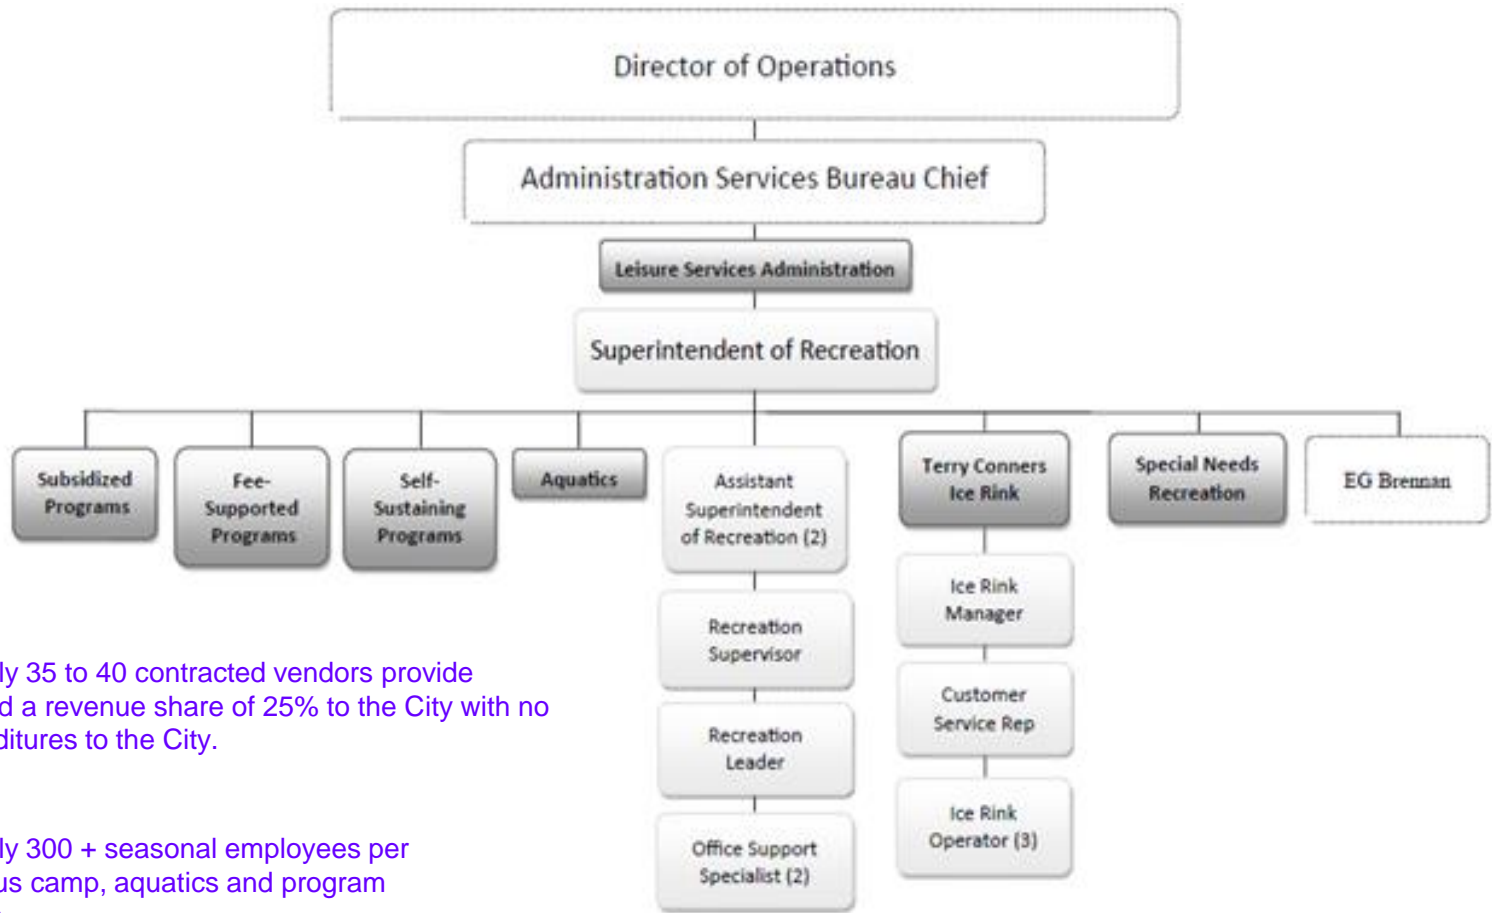 Director of Operations
Administration Services Bureau Chief
Leisure Services Administration
Superintendent of Recreation
Subsidized
Programs
Fee-
Supported
Programs
Self-
Sustaining
Programs
Aquatics
Assistant
Superintendent
of Recreation (2)
Terry Conners
Ice Rink
Special Needs
Recreation
EG Brennan
Recreation
Supervisor
Recreation
Leader
Office Support
Specialist (2)
Ice Rink
Manager
Customer
Service Rep
Ice Rink
Operator (3)
ly 35 to 40 contracted vendors provide
d a revenue share of 25% to the City with no
ditures to the City.
ly 300 + seasonal employees per
us camp, aquatics and program